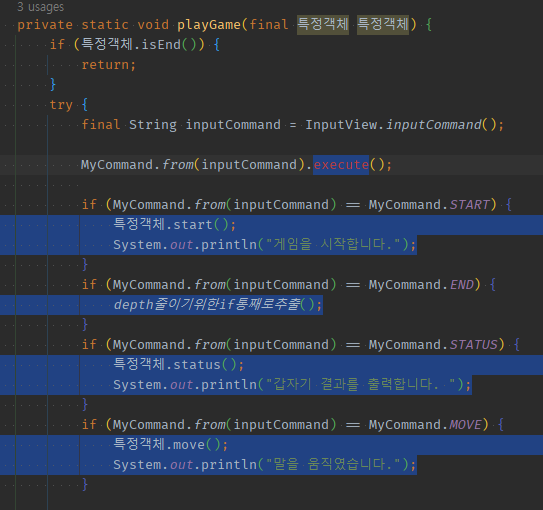 3 usages
private static void playGame(final 특정객체 특정객체) {
if (특정객체.isEnd()) {
return;
}
try {
final String inputCommand = InputView.inputCommand();
MyCommand.from(inputCommand).execute();
if (MyCommand.from(inputCommand) == MyCommand.START) {
특정객체.start();
System.out.println("게임을 시작합니다.");
}
if (MyCommand.from(inputCommand) == MyCommand.END) {
depth줄이기위한if통째로추출();
}
if (MyCommand.from(inputCommand) == MyCommand.STATUS) {
특정객체.status();
System.out.println("갑자기 결과를 출력합니다. ");
}
if (MyCommand.from(inputCommand) == MyCommand.MOVE) {
특정객체.move();
System.out.println("말을 움직였습니다.");
}